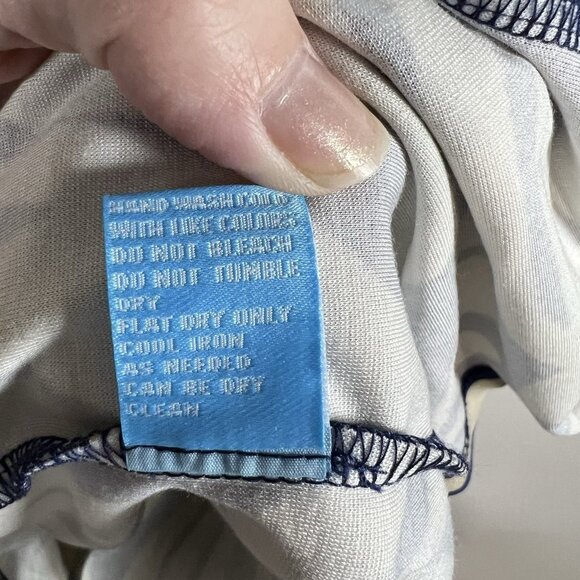 HAND WASH COLD
WITH LIKE COLOURS
DO NOT BLEACH
DO NOT TUMBLE
DRY
FLAT DRY ONLY
COOL IRON
AS NEEDED
CAN BE DRY
CLEAN